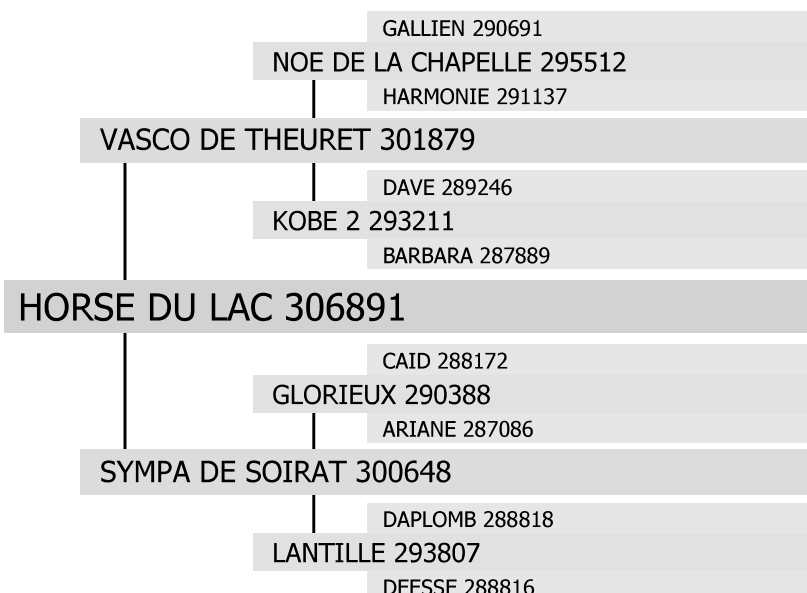 GALLIEN 290691
NOE DE LA CHAPELLE 295512
HARMONIE 291137
VASCO DE THEURET 301879
DAVE 289246
KOBE 2 293211
BARBARA 287889
HORSE DU LAC 306891
CAID 288172
GLORIEUX 290388
ARIANE 287086
SYMPA DE SOIRAT 300648
DAPLOMB 288818
LANTILLE 293807
DEESSE 288816